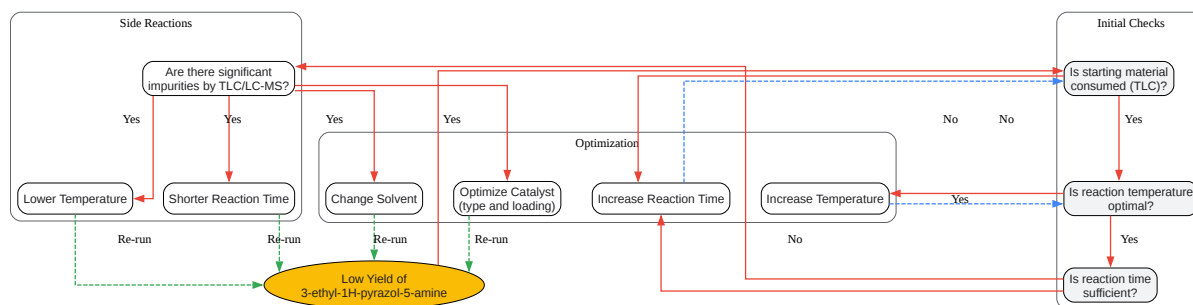 Side Reactions
Initial Checks
Are there significant
impurities by TLC/LC-MS?
Is starting material
consumed (TLC)?
Yes
Yes
Yes
Yes
No
No
Yes
Optimization
Lower Temperature
Shorter Reaction Time
Change Solvent
Optimize Catalyst
(type and loading)
Increase Reaction Time
Increase Temperature
Yes
Is reaction temperature
optimal?
Re-run
Re-run
Re-run
Re-run
No
Yes
Low Yield of
3-ethyl-1H-pyrazol-5-amine
Is reaction time
sufficient?